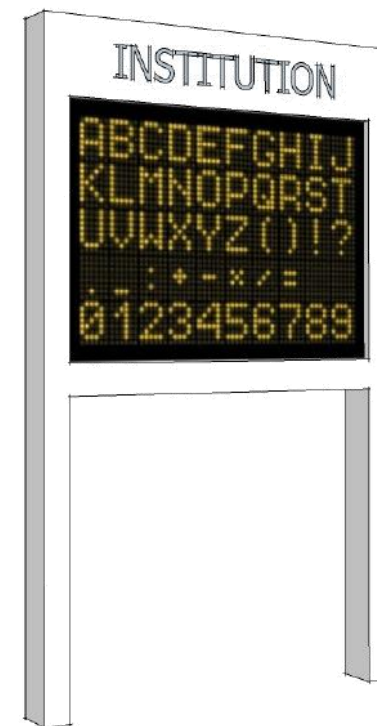 INSTITUTION
ABCDEFGHIJ
KLMNOPQRST
UVWXYZ()!?
._:+-×/=
0123456789